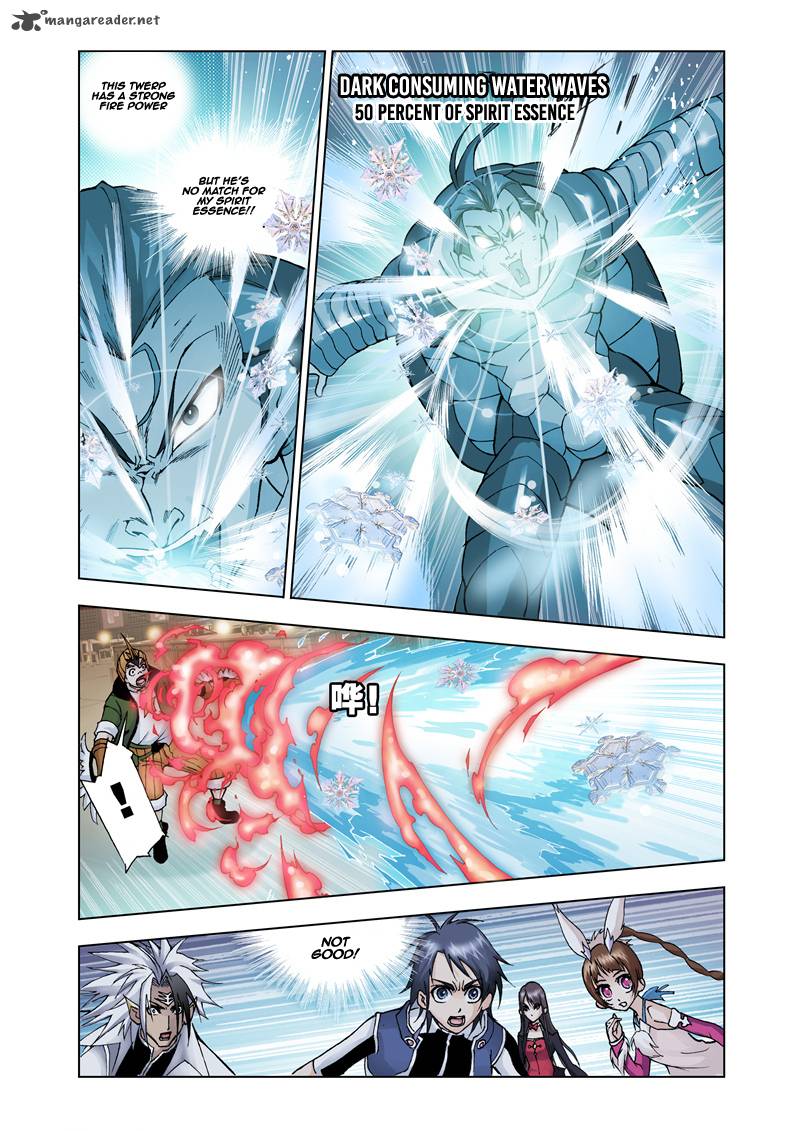 mangareader.net
THIS TWERP
HAS A STRONG
FIRE POWER
BUT HE'S
NO MATCH FOR
MY SPIRIT
ESSENCE!!
DARK CONSUMING WATER WAVES
50 PERCENT OF SPIRIT ESSENCE
哗!
!
NOT
GOOD!